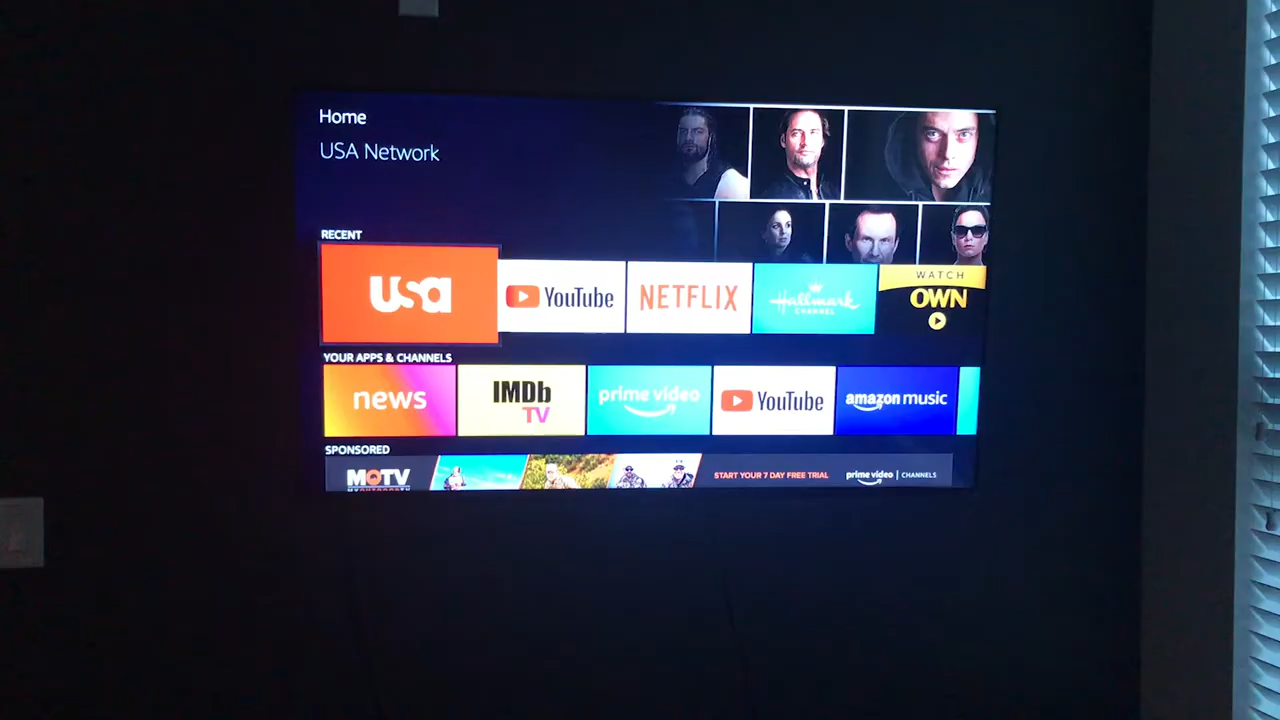 Home
USA Network
RECENT
usa
YouTube
NETFLIX
Hallmark
CHANNEL
WATCH
OWN
YOUR APPS & CHANNELS
news
IMDb
TV
prime video
YouTube
amazon music
SPONSORED
MOTV
START YOUR 7 DAY FREE TRIAL
prime video | CHANNELS